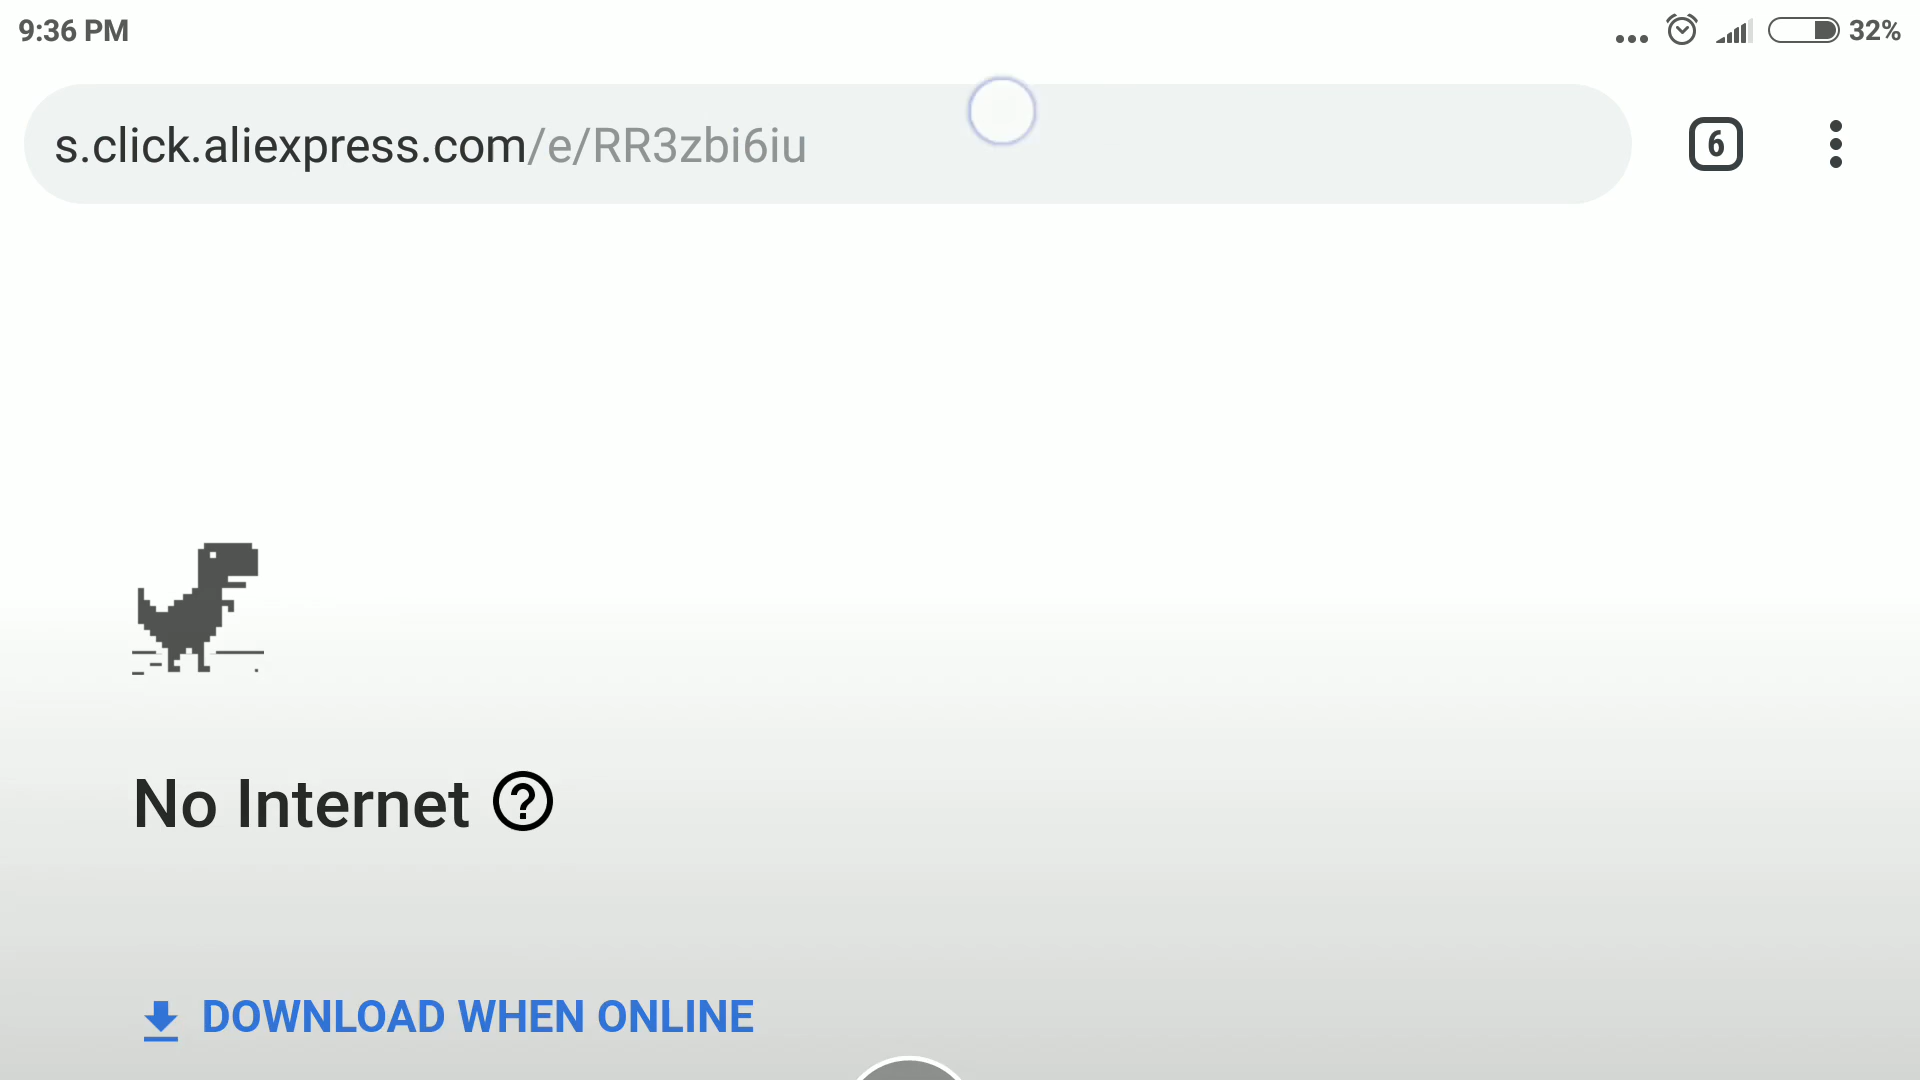 9:36 PM
32%
s.click.aliexpress.com/e/RR3zbi6iu
6
No Internet
DOWNLOAD WHEN ONLINE